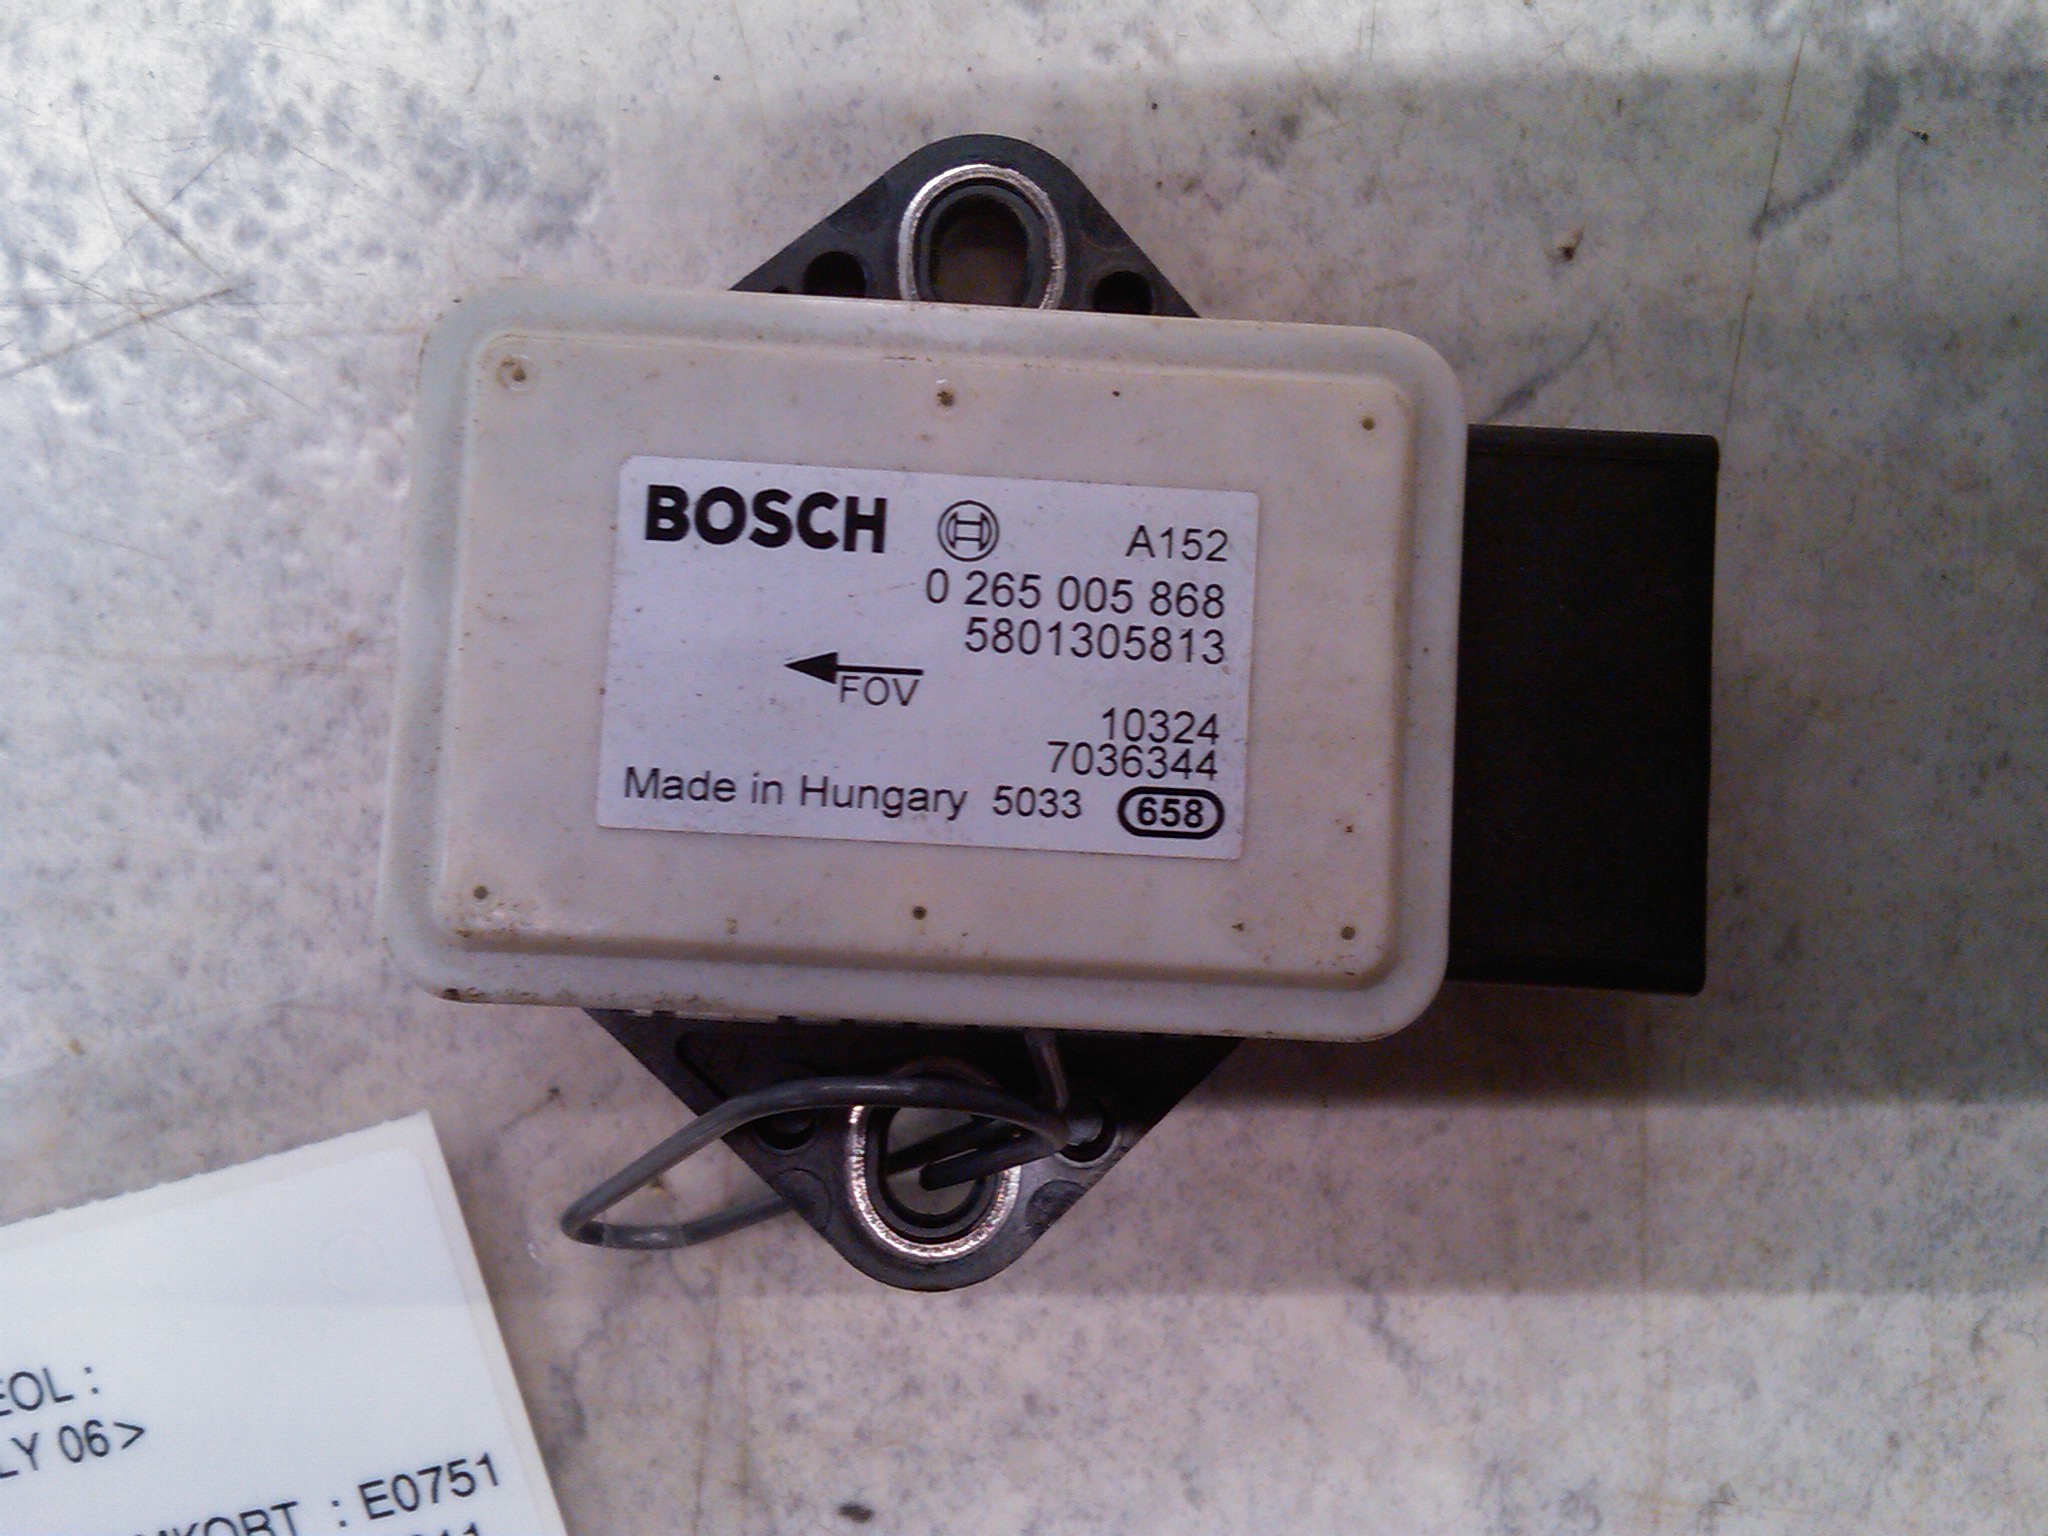 BOSCH A152
0 265 005 868
5801305813
FOV
10324
7036344
Made in Hungary 5033 658
EOL :
LY 06>
MKORT : E0751